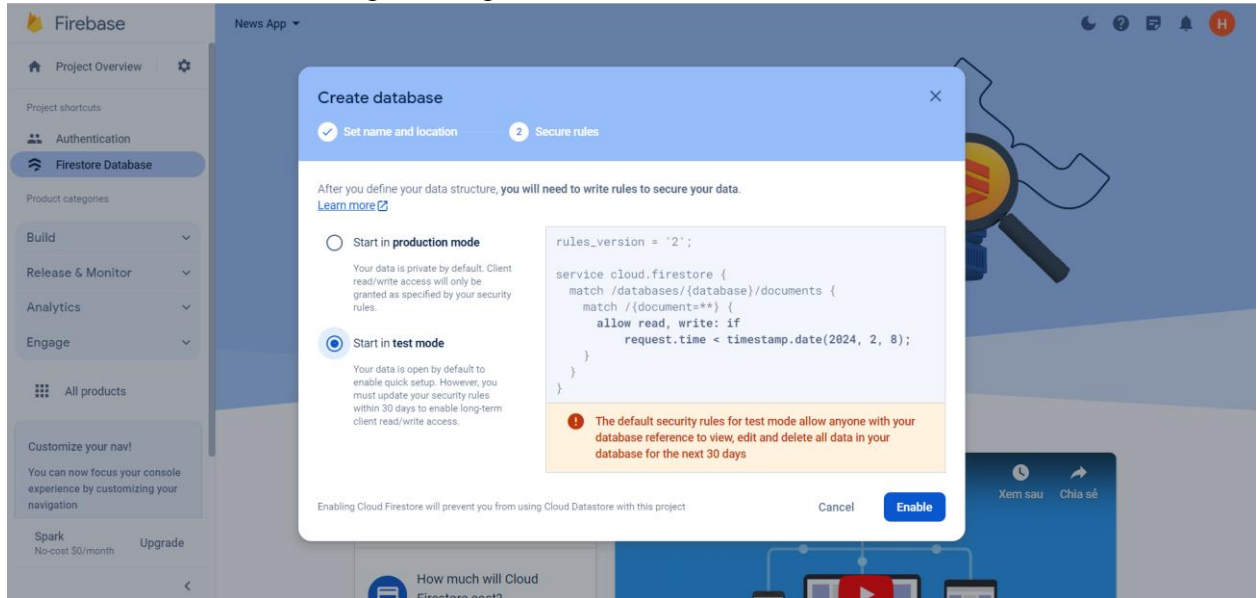 Firebase
News App
H
Project Overview
Project shortcuts
Authentication
Firestore Database
Product categories
Build
Release & Monitor
Analytics
Engage
All products
Customize your nav!
You can now focus your console
experience by customizing your
navigation
Spark
No-cost $0/month
Upgrade
Create database
Set name and location
2 Secure rules
After you define your data structure, you will need to write rules to secure your data.
Learn more
Start in production mode
Your data is private by default. Client
read/write access will only be
granted as specified by your security
rules.
Start in test mode
Your data is open by default to
enable quick setup. However, you
must update your security rules
within 30 days to enable long-term
client read/write access.
rules_version = '2';
service cloud.firestore {
match /databases/{database}/documents {
match /{document=**} {
allow read, write: if
request.time < timestamp.date(2024, 2, 8);
}
}
}
The default security rules for test mode allow anyone with your
database reference to view, edit and delete all data in your
database for the next 30 days
Enabling Cloud Firestore will prevent you from using Cloud Datastore with this project
Cancel
Enable
Xem sau
Chia sẻ
How much will Cloud
Firestore cost?